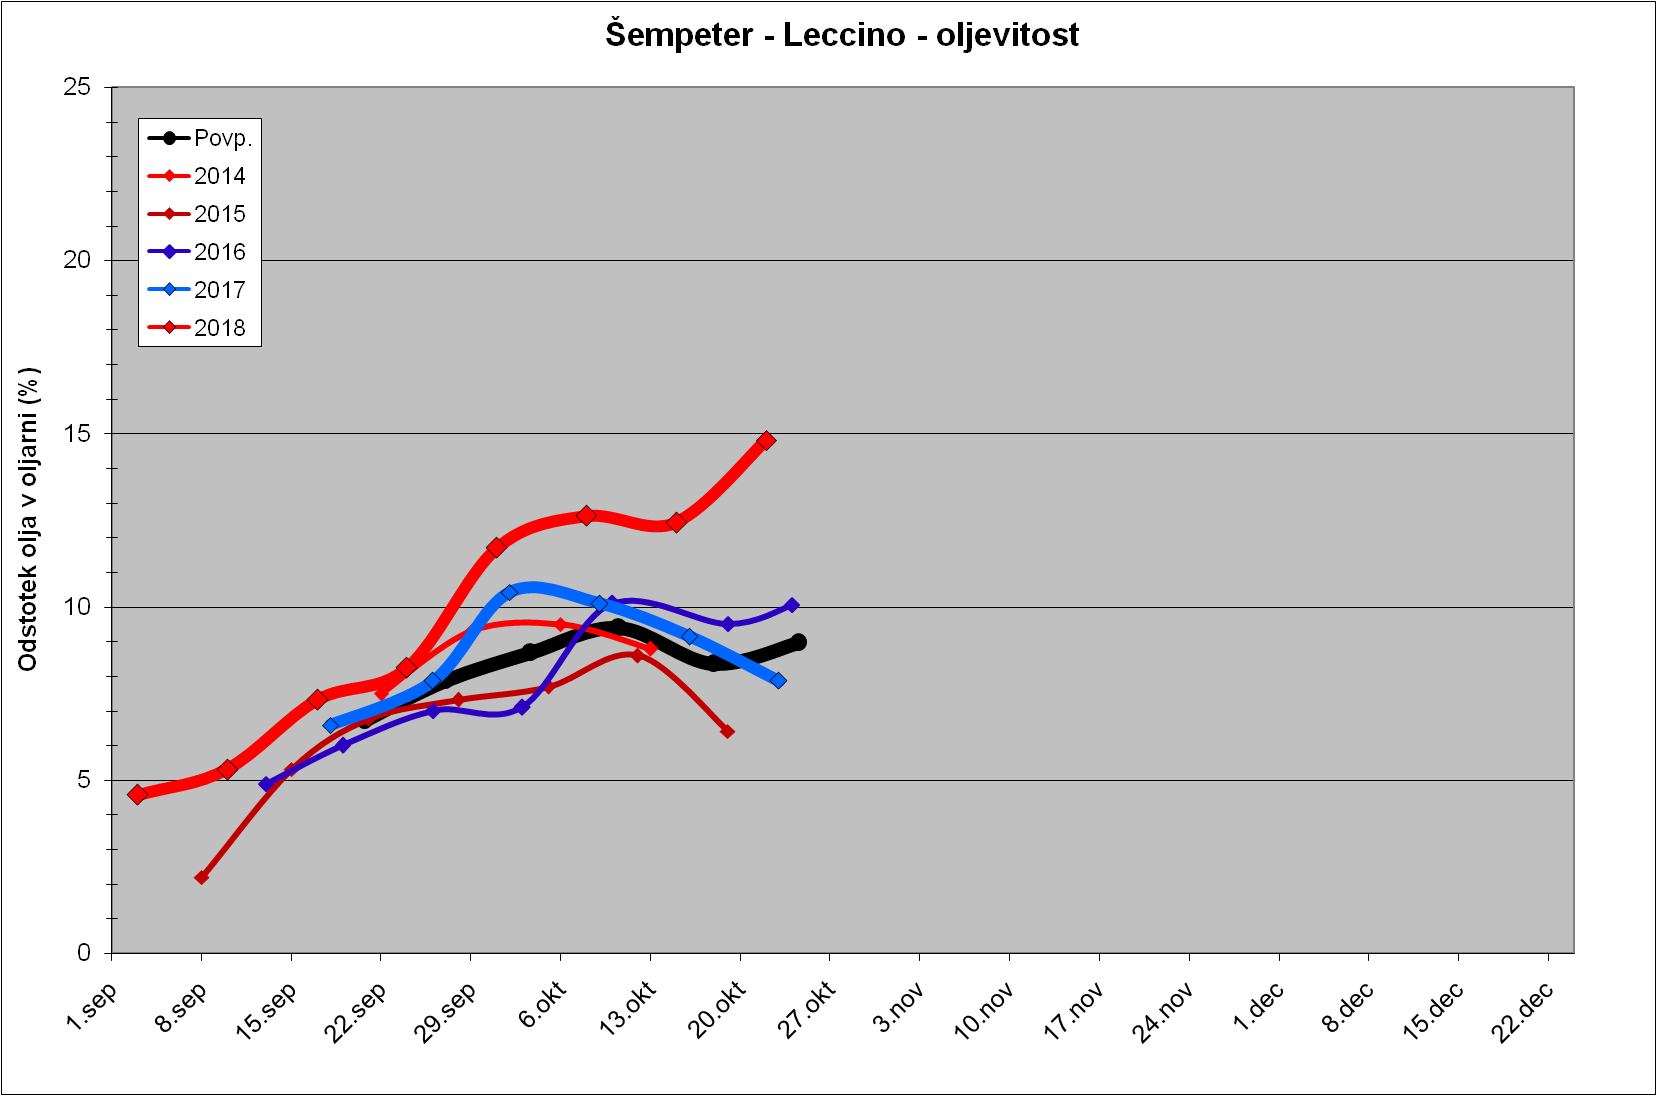 Šempeter - Leccino - oljevitost
Odstotek olja v oljarni (%)
25
20
15
10
5
0
Povp.
2014
2015
2016
2017
2018
1.sep
8.sep
15.sep
22.sep
29.sep
6.okt
13.okt
20.okt
27.okt
3.nov
10.nov
17.nov
24.nov
1.dec
8.dec
15.dec
22.dec